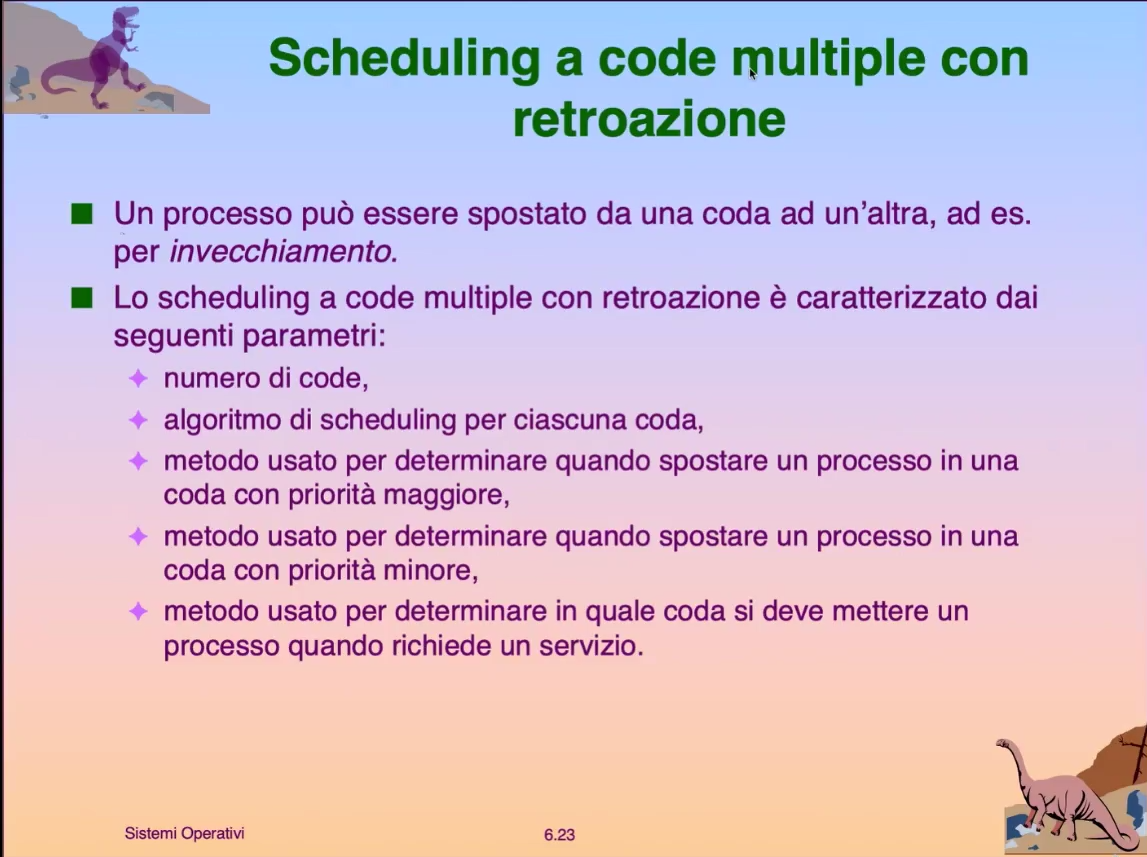 Scheduling a code multiple con
retroazione
Un processo può essere spostato da una coda ad un'altra, ad es.
per invecchiamento.
Lo scheduling a code multiple con retroazione è caratterizzato dai
seguenti parametri:
numero di code,
algoritmo di scheduling per ciascuna coda,
metodo usato per determinare quando spostare un processo in una
coda con priorità maggiore,
metodo usato per determinare quando spostare un processo in una
coda con priorità minore,
metodo usato per determinare in quale coda si deve mettere un
processo quando richiede un servizio.
Sistemi Operativi
6.23